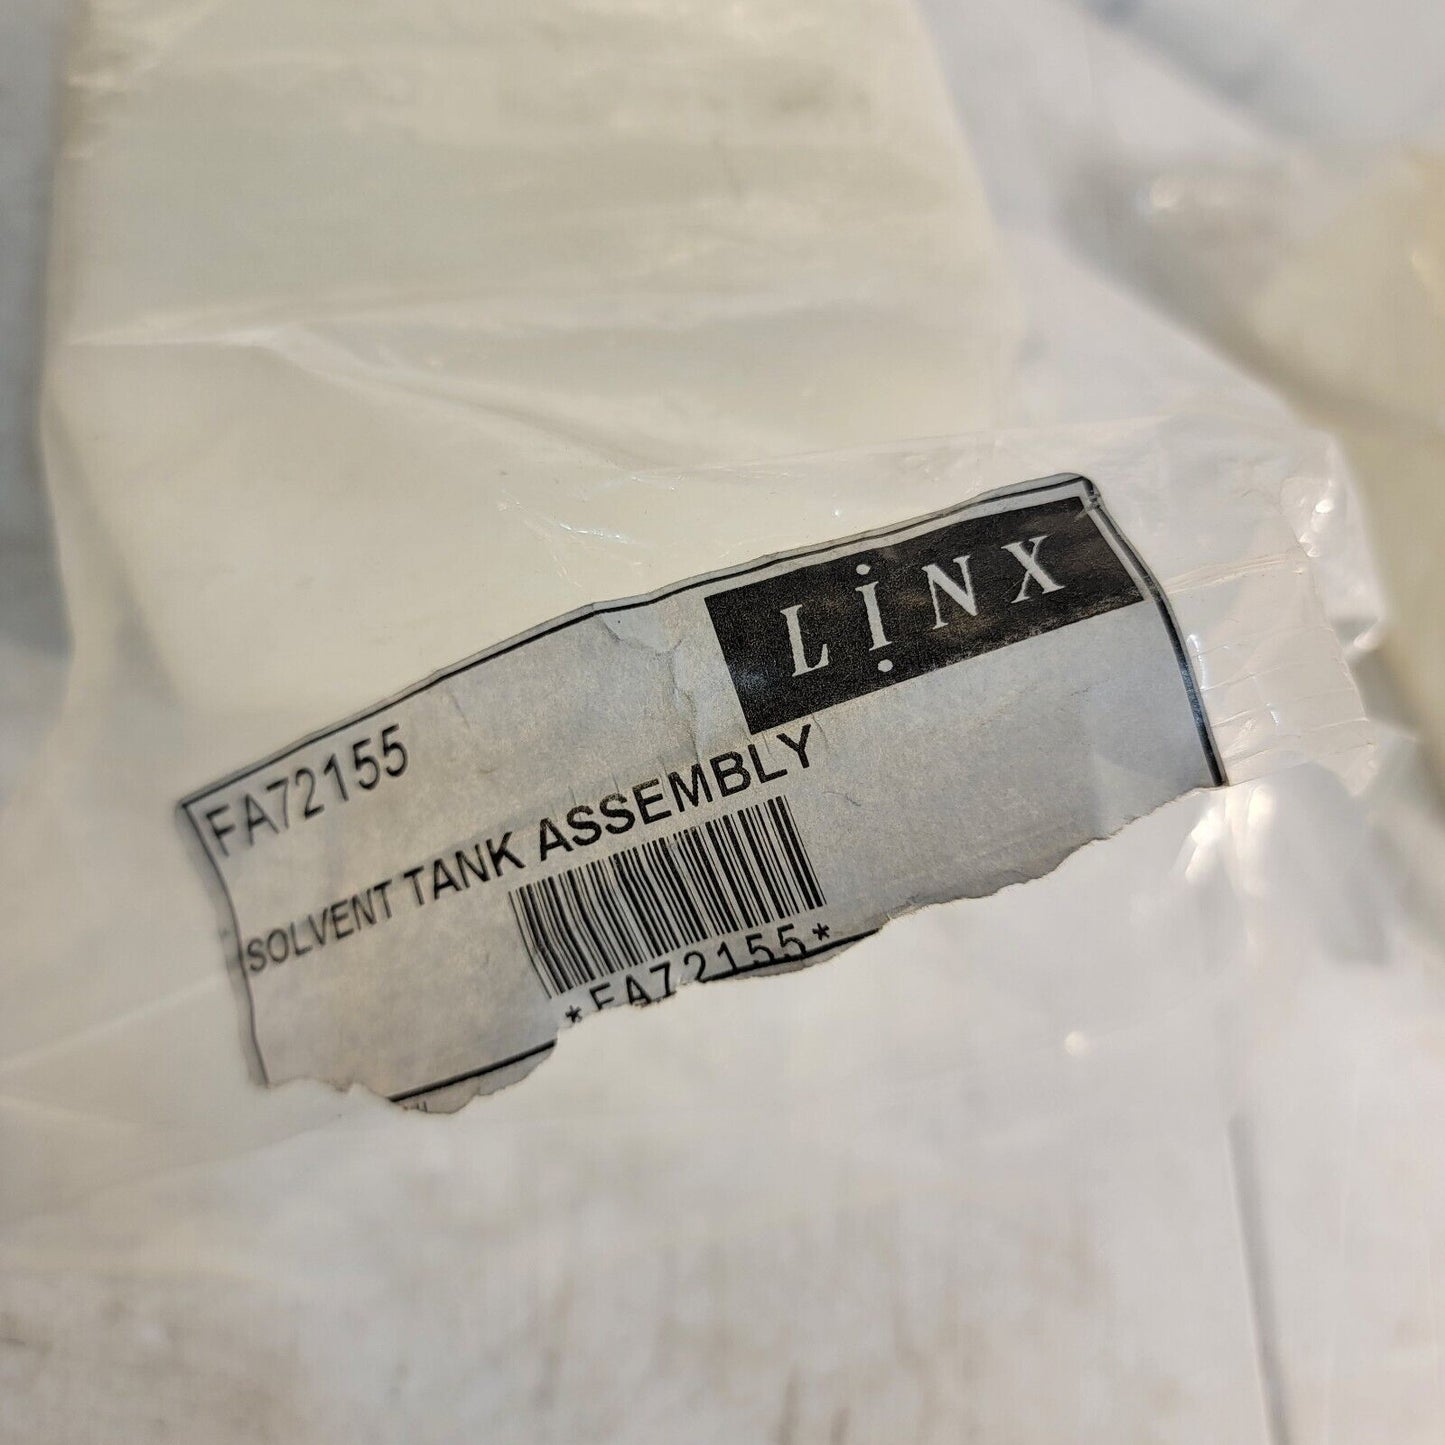 LINX
FA72155
SOLVENT TANK ASSEMBLY
*FA72155*